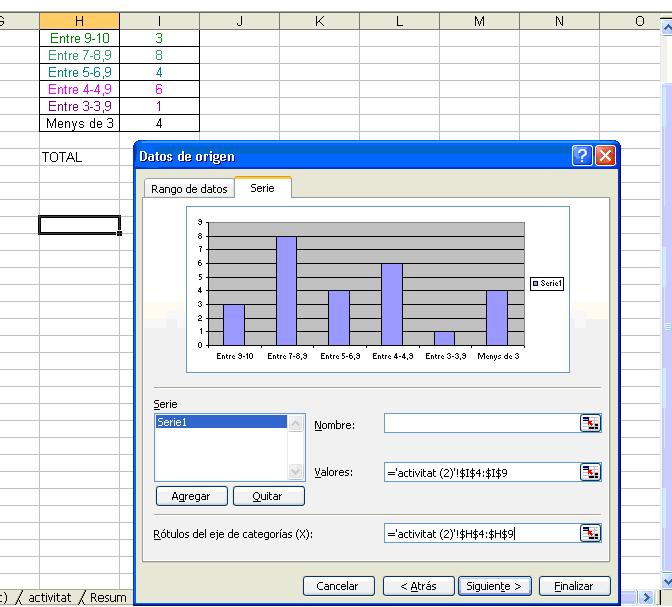 G H I J K L M N O
Entre 9-10 3
Entre 7-8,9 8
Entre 5-6,9 4
Entre 4-4,9 6
Entre 3-3,9 1
Menys de 3 4
TOTAL
Datos de origen
Rango de datos Serie
9
8
7
6
5
4
3
2
1
0
Entre 9-10 Entre 7-8,9 Entre 5-6,9 Entre 4-4,9 Entre 3-3,9 Menys de 3
Serie1
Serie
Serie1
Nombre:
Valores: ='activitat (2)'!$I$4:$I$9
Agregar Quitar
Rótulos del eje de categorías (X): ='activitat (2)'!$H$4:$H$9
Cancelar < Atrás Siguiente > Finalizar
activitat / Resum